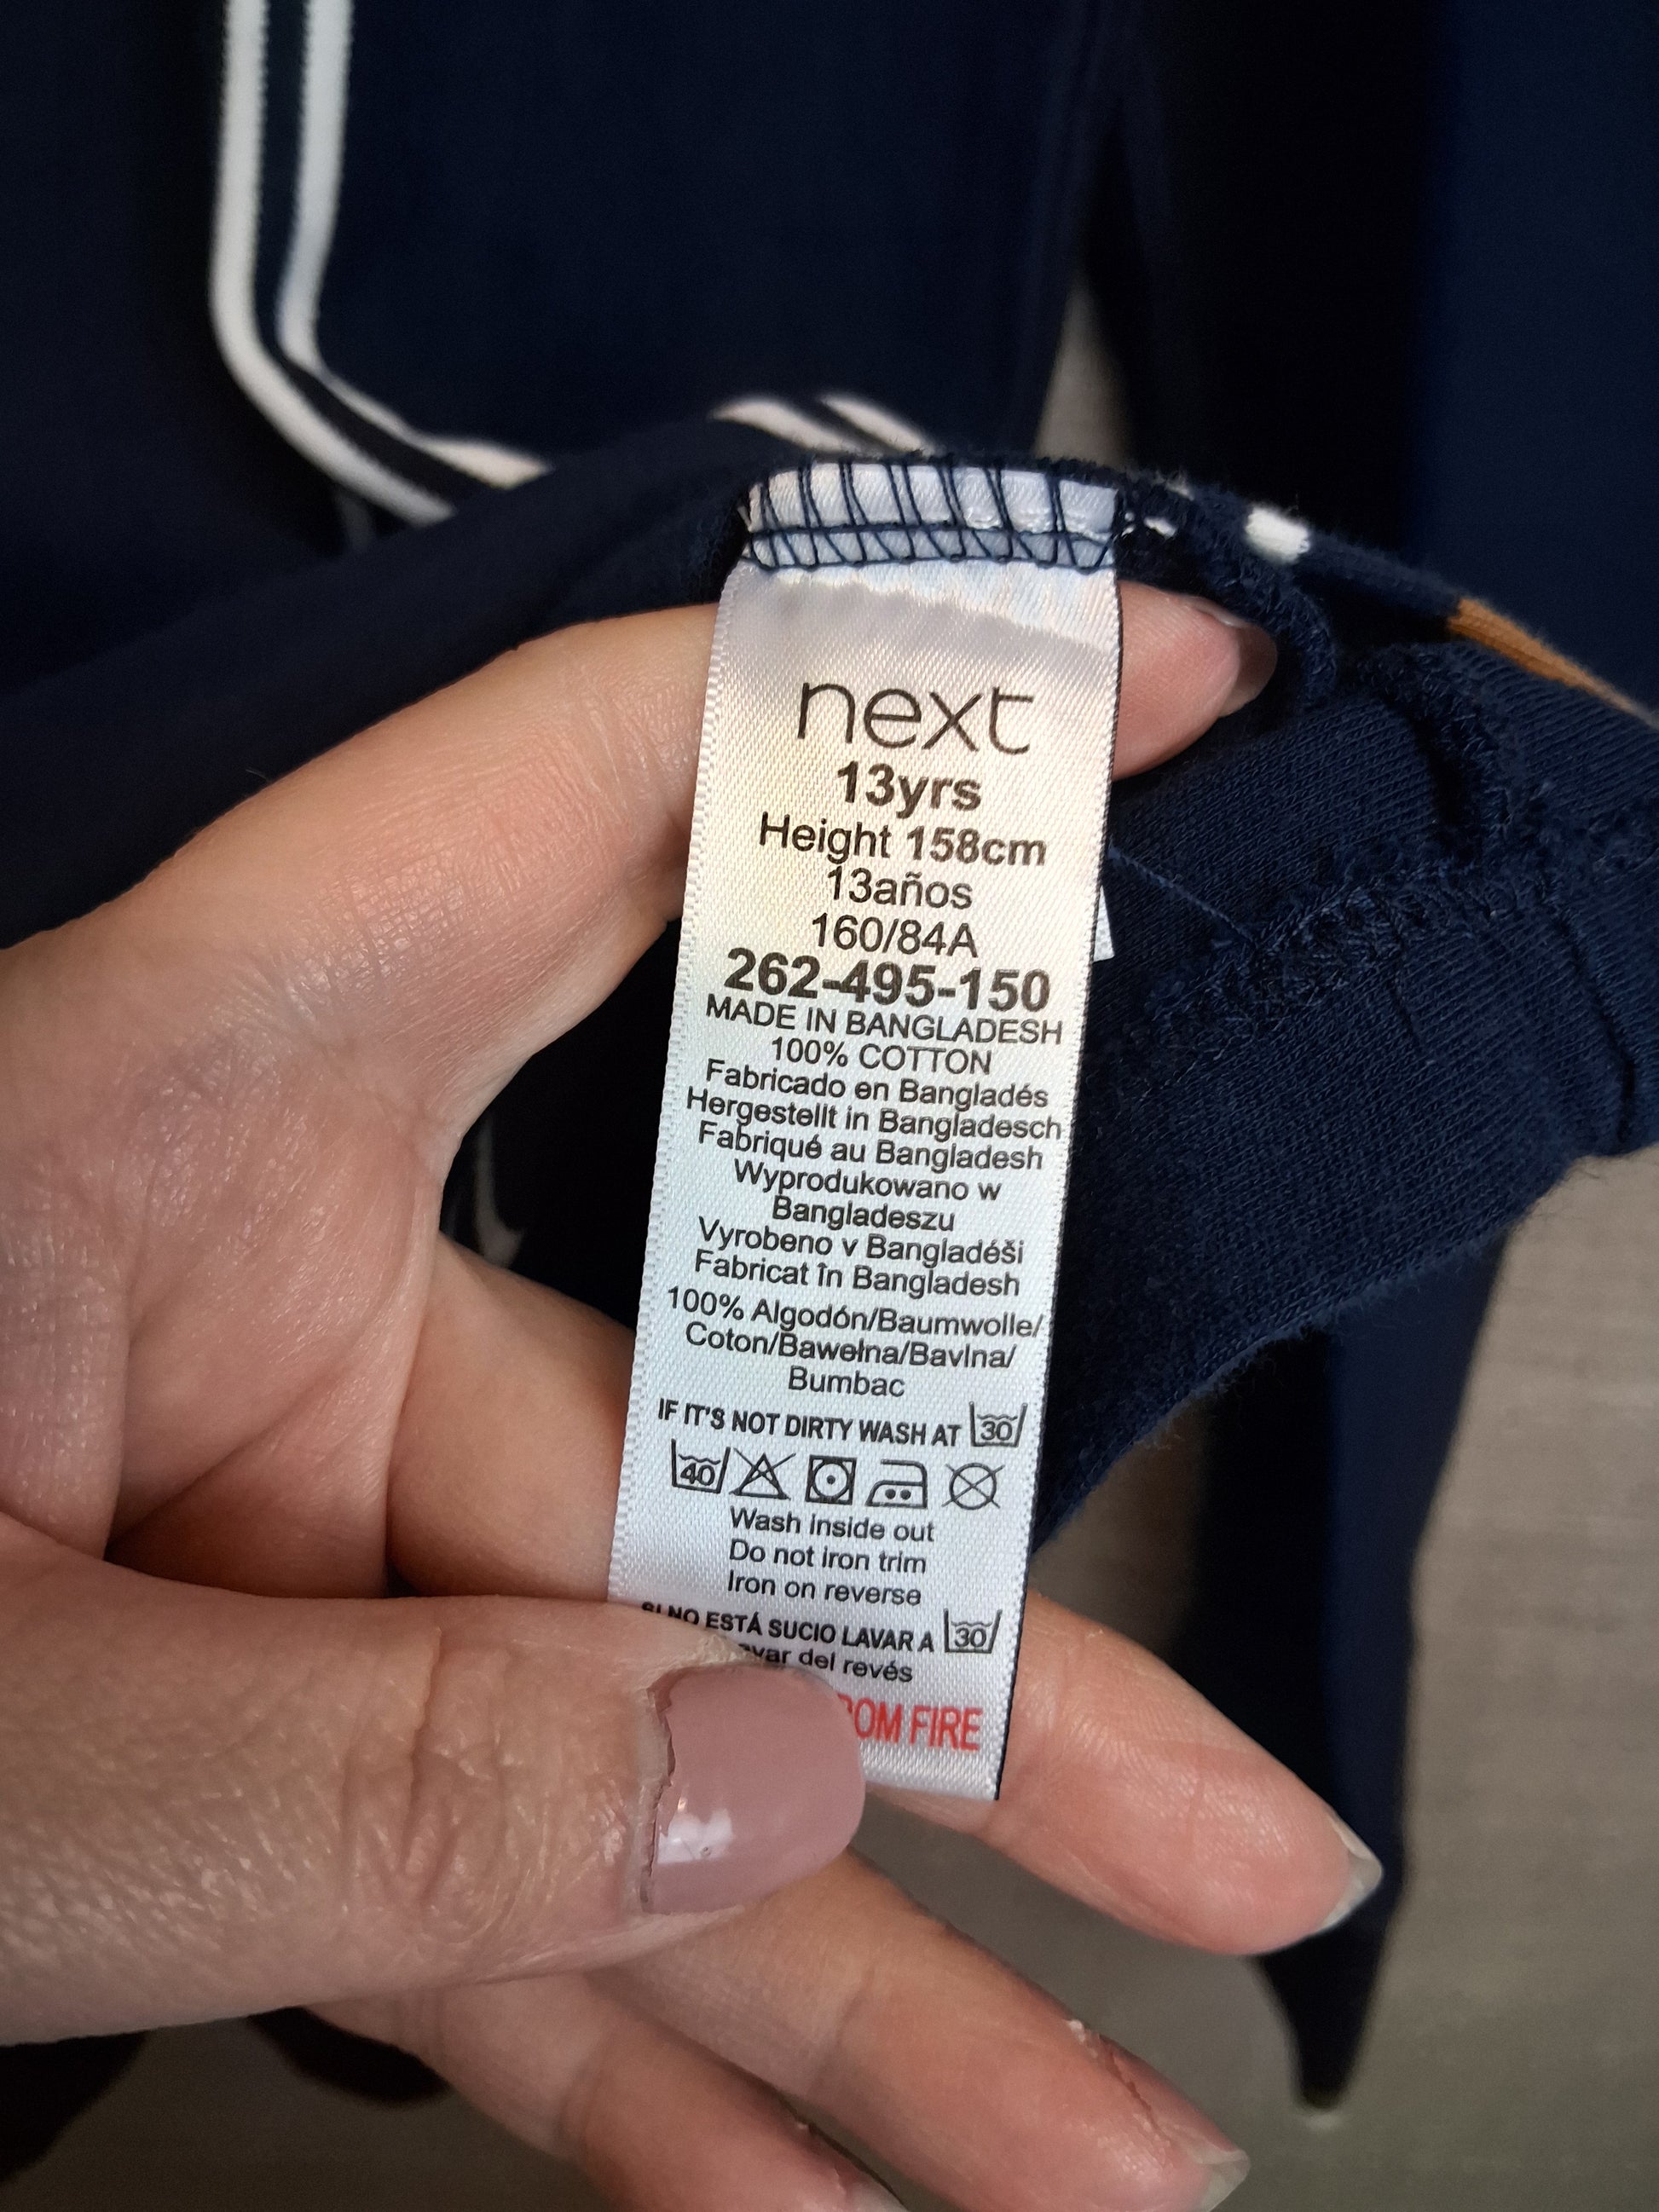 next
13yrs
Height 158cm
13años
160/84A
262-495-150
MADE IN BANGLADESH
100% COTTON
Fabricado en Bangladés
Hergestellt in Bangladesch
Fabriqué au Bangladesh
Wyprodukowano w
Bangladeszu
Vyrobeno v Bangladéši
Fabricat în Bangladesh
100% Algodón/Baumwolle/
Coton/Bawełna/Bavlna/
Bumbac
IF IT'S NOT DIRTY WASH AT 30
40
Wash inside out
Do not iron trim
Iron on reverse
SI NO ESTÁ SUCIO LAVAR A 30
del revés
FIRE